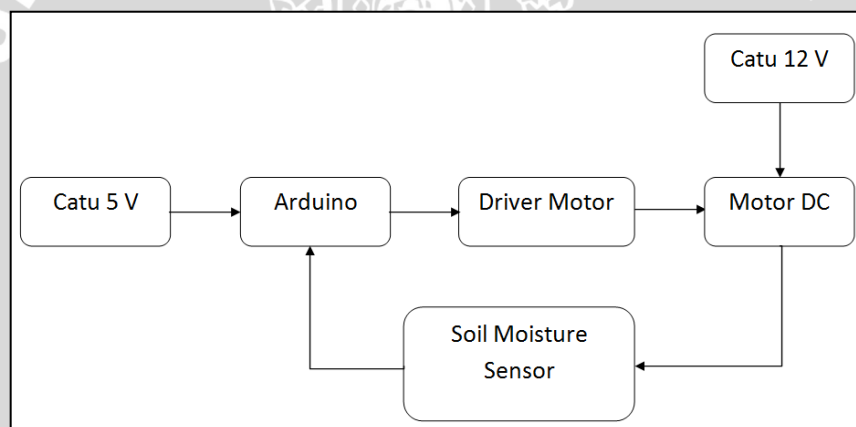 Catu 12 V
Catu 5 V
Arduino
Driver Motor
Motor DC
Soil Moisture
Sensor